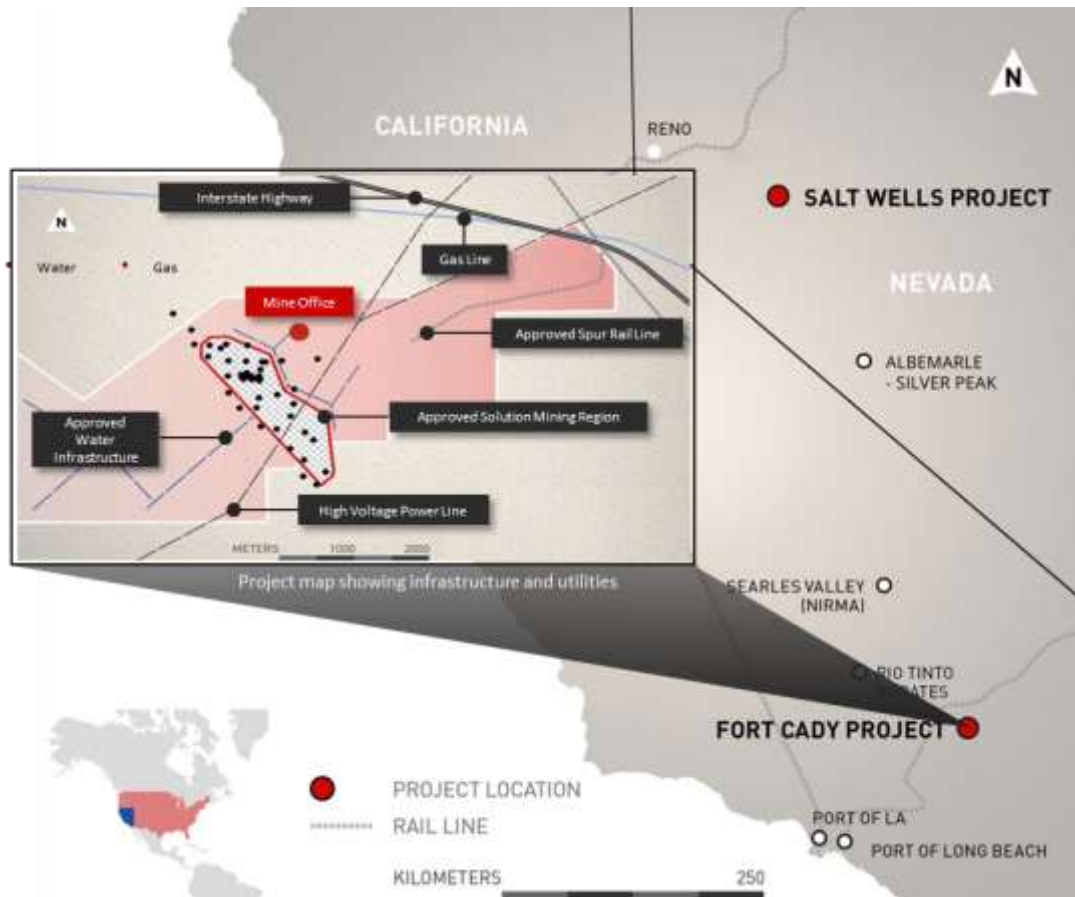 N
CALIFORNIA
RENO
SALT WELLS PROJECT
NEVADA
Interstate Highway
N
Gas Line
Water
Gas
Mine Office
Approved Spur Rail Line
ALBEMARLE
- SILVER PEAK
Approved Solution Mining Region
Approved
Water
Infrastructure
High Voltage Power Line
METERS 1000 2000
Project map showing infrastructure and utilities
SEARLES VALLEY
(NIRMA)
RIO TINTO
FORT CADY PROJECT
PROJECT LOCATION
RAIL LINE
PORT OF LA
PORT OF LONG BEACH
KILOMETERS 250